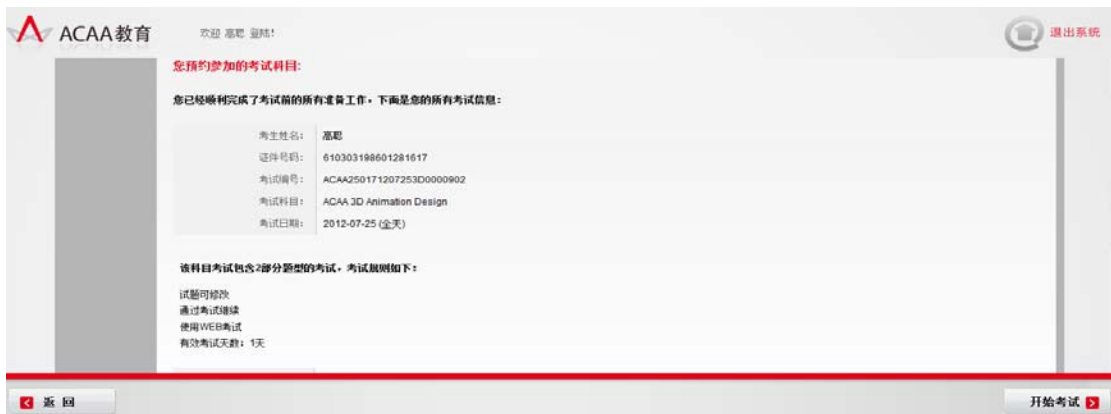 ACAA教育
欢迎 高聪 登陆!
退出系统
您预约参加的考试科目:
您已经顺利完成了考试前的所有准备工作，下面是您的所有考试信息：
考生姓名： 高聪
证件号码： 610303198601281617
考试编号： ACAA250171207253D0000902
考试科目： ACAA 3D Animation Design
考试日期： 2012-07-25 (全天)
该科目考试包含2部分题型的考试，考试规则如下：
试题可修改
通过考试继续
使用WEB考试
有效考试天数：1天
返 回
开始考试